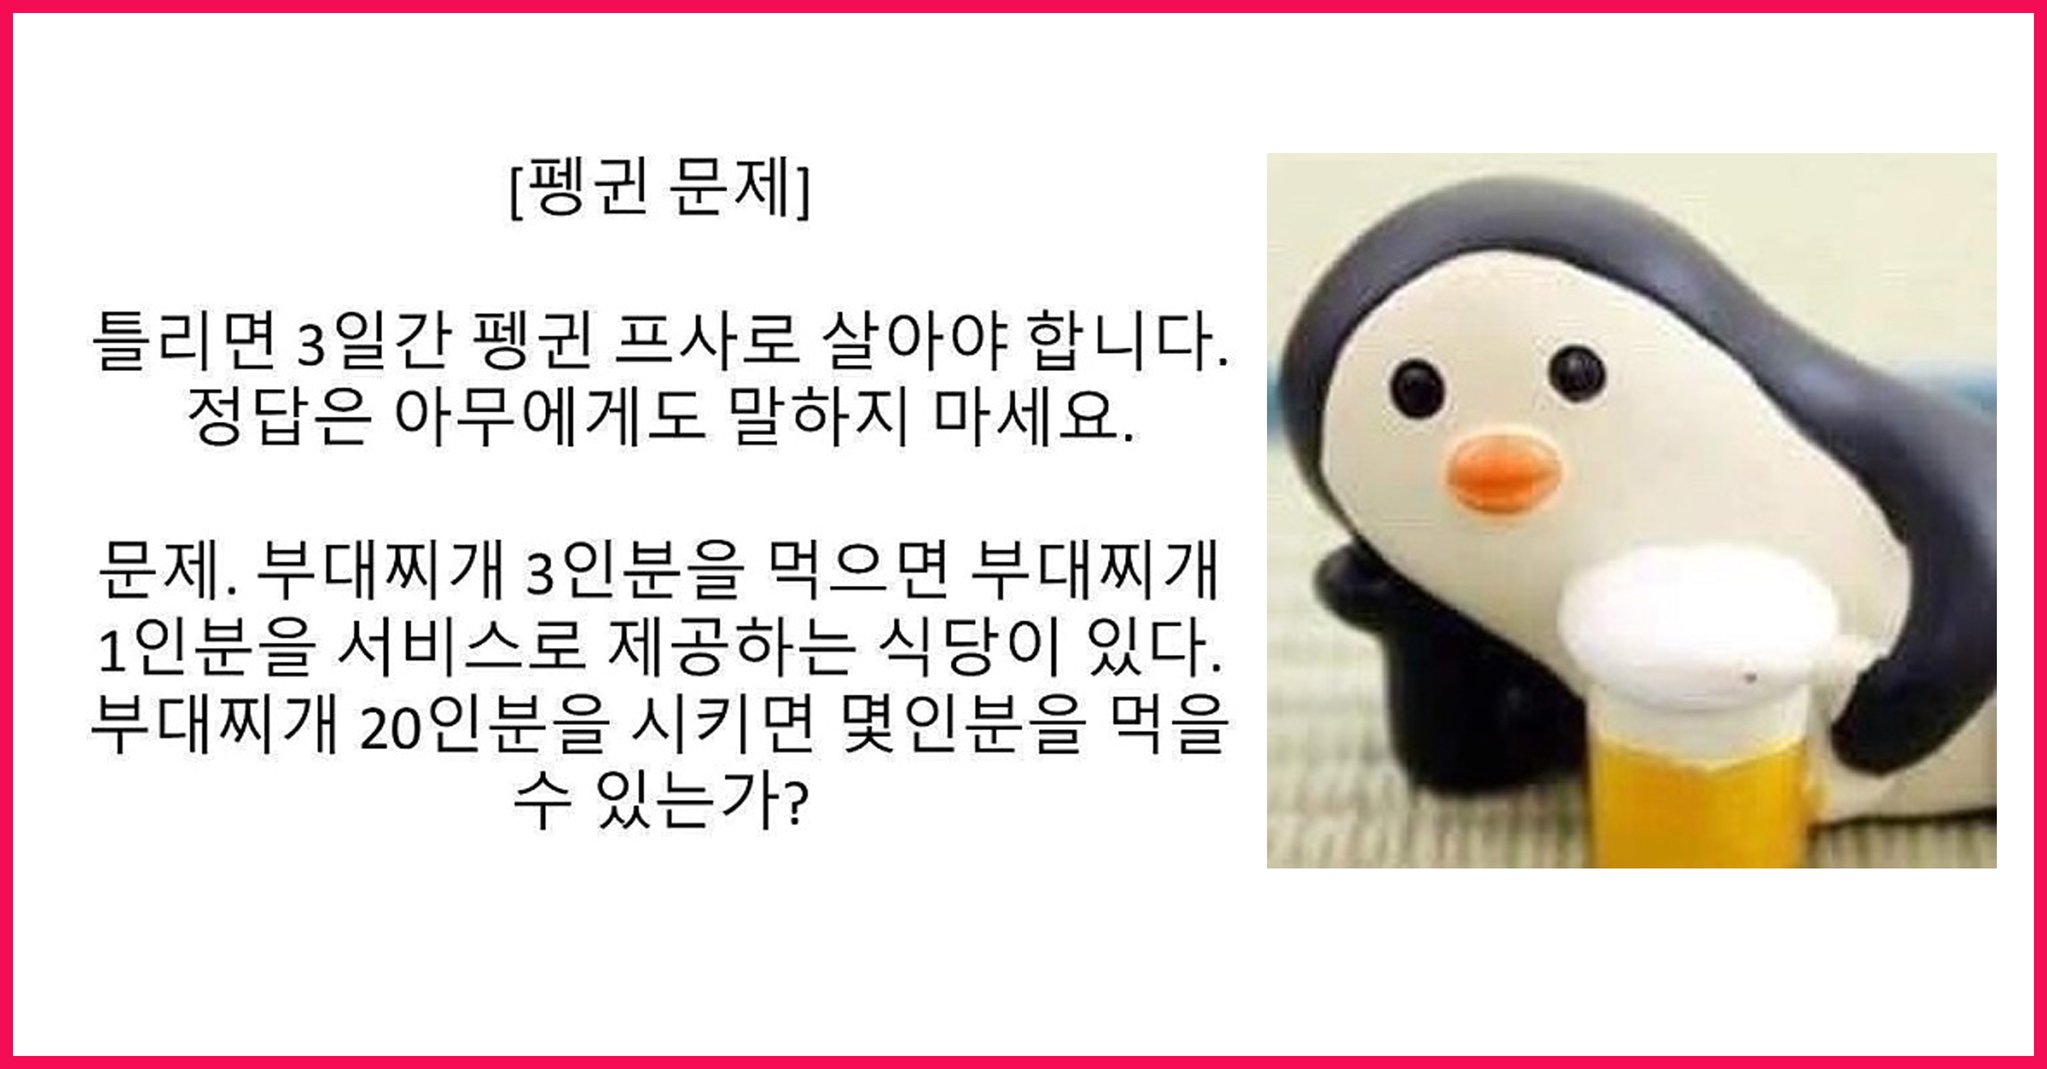 [펭귄 문제]
틀리면 3일간 펭귄 프사로 살아야 합니다.
정답은 아무에게도 말하지 마세요.
문제. 부대찌개 3인분을 먹으면 부대찌개
1인분을 서비스로 제공하는 식당이 있다.
부대찌개 20인분을 시키면 몇인분을 먹을
수 있는가?